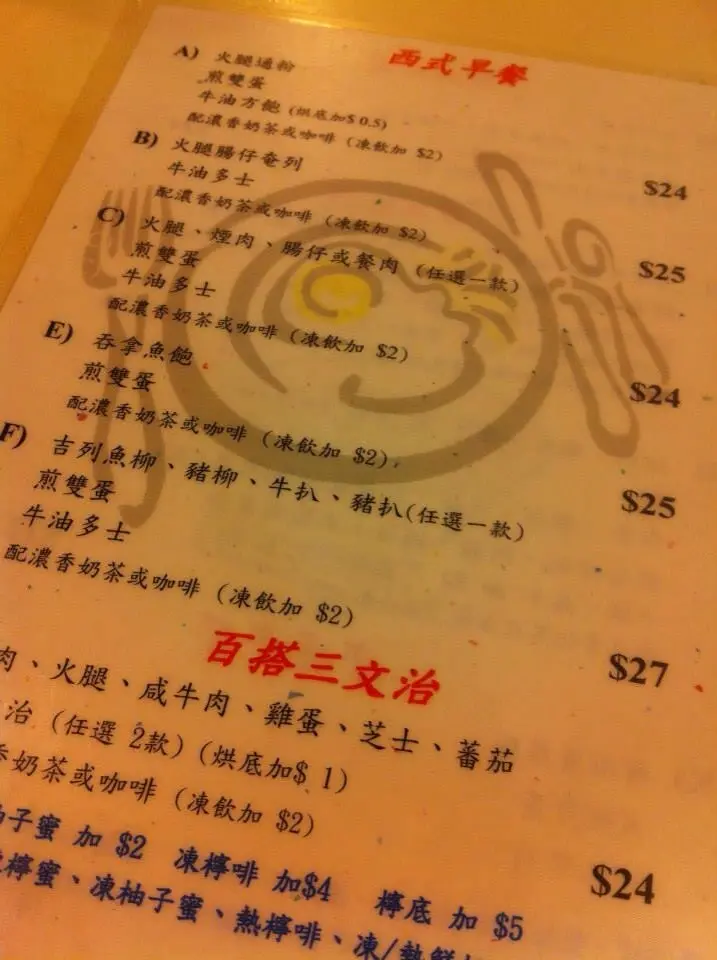 西式早餐
A) 火腿通粉
煎雙蛋
牛油方飽 (烘底加$ 0.5)
配濃香奶茶或咖啡 (凍飲加 $2)
$24
B) 火腿腸仔奄列
牛油多士
配濃香奶茶或咖啡 (凍飲加 $2)
$25
C) 火腿、煙肉、腸仔或餐肉 (任選一款)
煎雙蛋
牛油多士
配濃香奶茶或咖啡 (凍飲加 $2)
$24
E) 吞拿魚飽
煎雙蛋
配濃香奶茶或咖啡 (凍飲加 $2)
$25
F) 吉列魚柳、豬柳、牛扒、豬扒(任選一款)
煎雙蛋
牛油多士
配濃香奶茶或咖啡 (凍飲加 $2)
$27
百搭三文治
肉、火腿、咸牛肉、雞蛋、芝士、蕃茄
治 (任選 2款) (烘底加$ 1)
奶茶或咖啡 (凍飲加 $2)
$24
子蜜 加 $2 凍檸啡 加$4 檸底 加 $5
檸蜜、凍柚子蜜、熱檸啡、凍/熱鮮